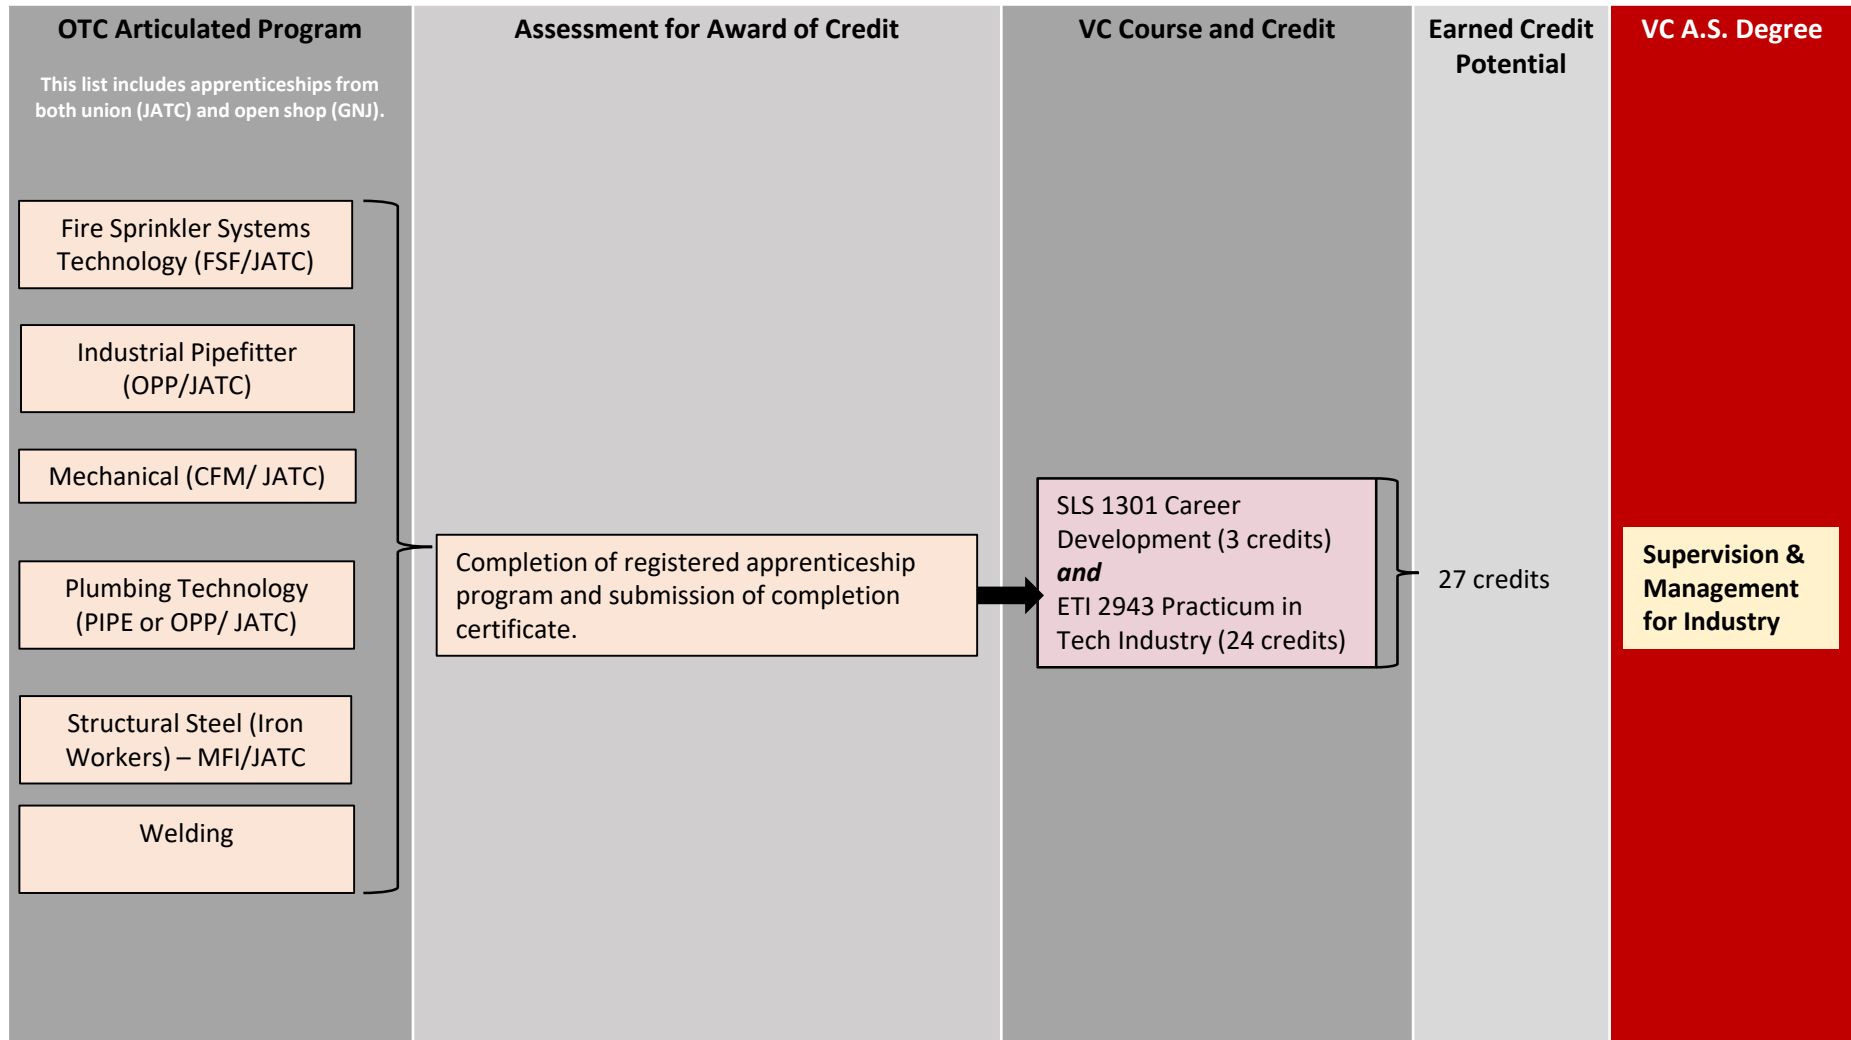 OTC Articulated Program
This list includes apprenticeships from
both union (JATC) and open shop (GNJ).
Fire Sprinkler Systems
Technology (FSF/JATC)
Industrial Pipefitter
(OPP/JATC)
Mechanical (CFM/ JATC)
Plumbing Technology
(PIPE or OPP/ JATC)
Structural Steel (Iron
Workers) – MFI/JATC
Welding
Assessment for Award of Credit
Completion of registered apprenticeship
program and submission of completion
certificate.
VC Course and Credit
SLS 1301 Career
Development (3 credits)
and
ETI 2943 Practicum in
Tech Industry (24 credits)
Earned Credit
Potential
27 credits
VC A.S. Degree
Supervision &
Management
for Industry